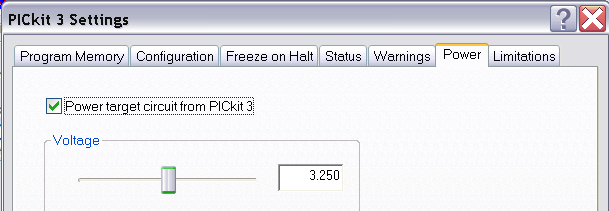 PICkit 3 Settings
Program Memory Configuration Freeze on Halt Status Warnings Power Limitations
Power target circuit from PICkit 3
Voltage
3.250